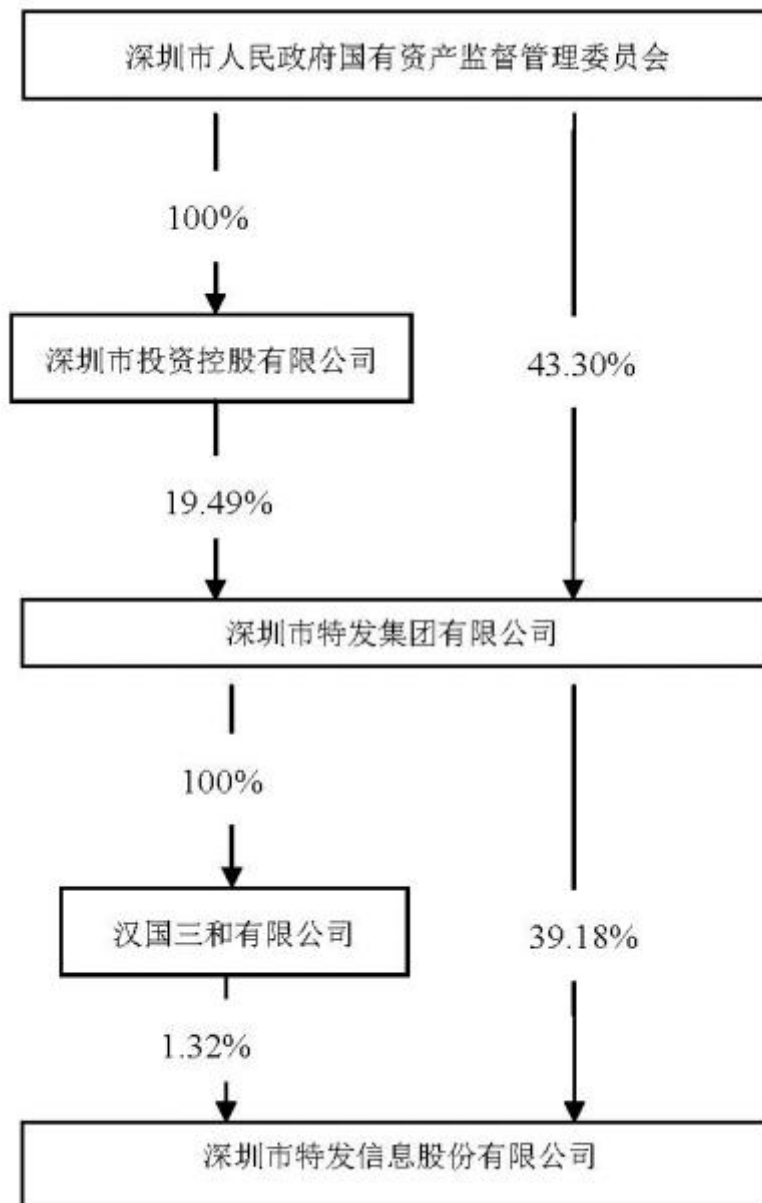 深圳市人民政府国有资产监督管理委员会
100%
深圳市投资控股有限公司
43.30%
19.49%
深圳市特发集团有限公司
100%
汉国三和有限公司
39.18%
1.32%
深圳市特发信息股份有限公司